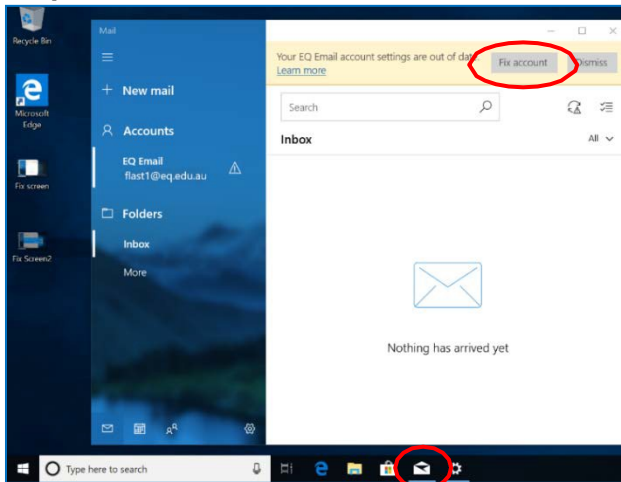 Recycle Bin
Microsoft
Edge
Fix screen
Fix Screen2
Mail
+ New mail
Accounts
EQ Email
flast1@eq.edu.au
Folders
Inbox
More
Your EQ Email account settings are out of date.
Learn more
Fix account
Dismiss
Search
Inbox
All
Nothing has arrived yet
Type here to search